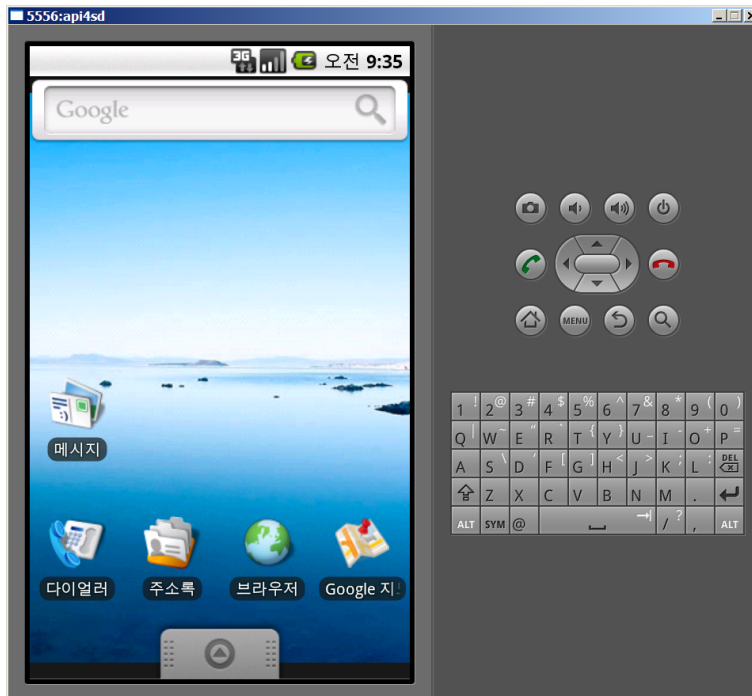 5556:api4sd
3G 오전 9:35
Google
메시지
다이얼러 주소록 브라우저 Google 지
MENU
1 ! 2 @ 3 # 4 $ 5 % 6 ^ 7 & 8 * 9 ( 0 )
Q | W ~ E " R ` T { Y } U _ I - O + P =
A S \ D ' F [ G ] H < J > K ; L : DEL
Z X C V B N M .
ALT SYM @ / ? , ALT